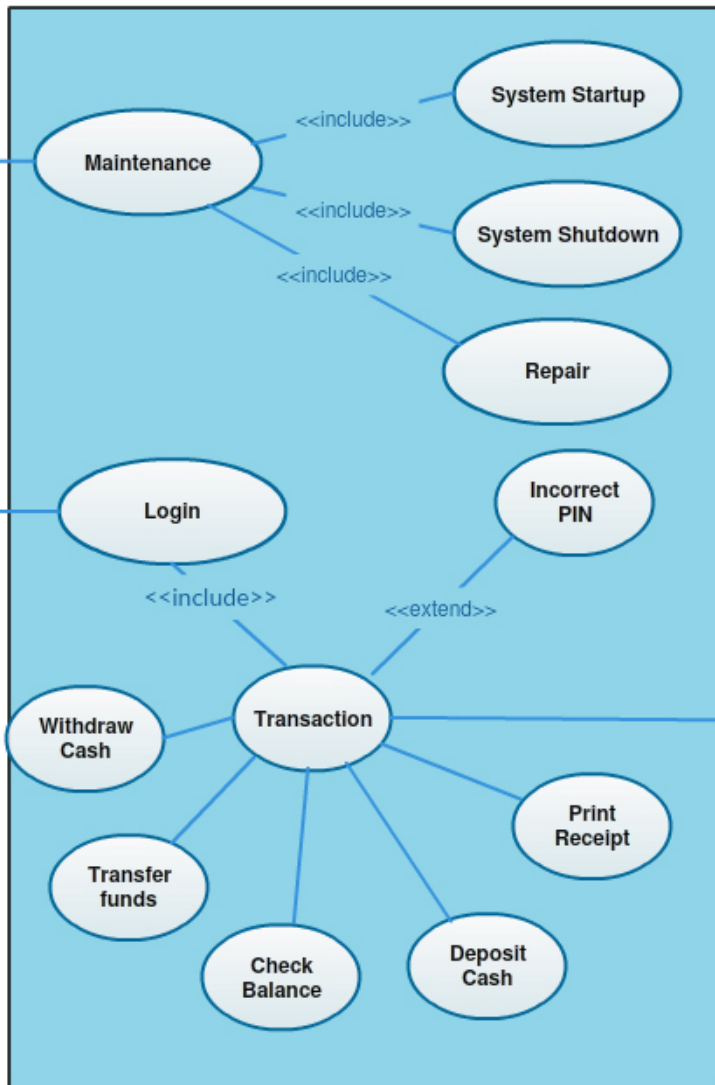 System Startup
<<include>>
Maintenance
<<include>>
System Shutdown
<<include>>
Repair
Incorrect
PIN
Login
<<include>>
<<extend>>
Transaction
Withdraw
Cash
Print
Receipt
Transfer
funds
Check
Balance
Deposit
Cash